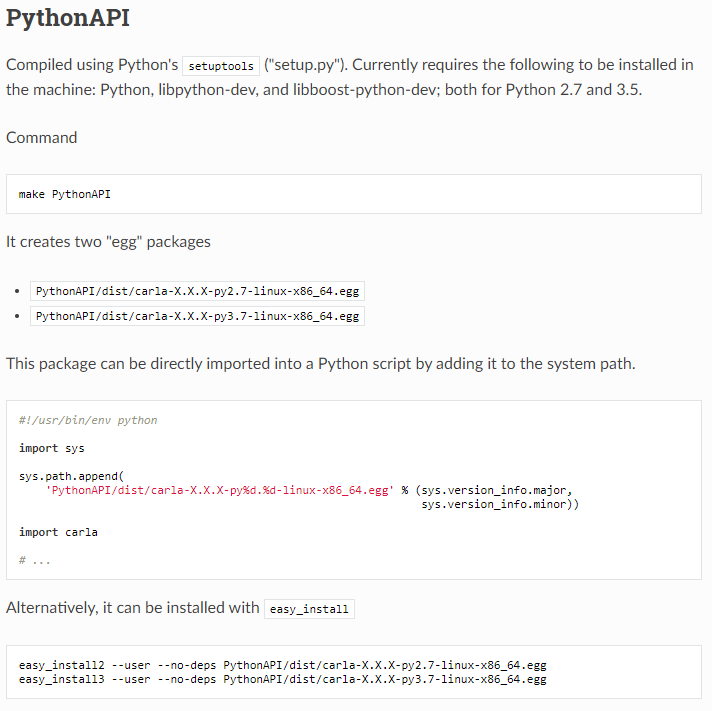 PythonAPI
Compiled using Python's setuptools ("setup.py"). Currently requires the following to be installed in
the machine: Python, libpython-dev, and libboost-python-dev; both for Python 2.7 and 3.5.
Command
make PythonAPI
It creates two "egg" packages
• PythonAPI/dist/carla-X.X.X-py2.7-linux-x86_64.egg
• PythonAPI/dist/carla-X.X.X-py3.7-linux-x86_64.egg
This package can be directly imported into a Python script by adding it to the system path.
#!/usr/bin/env python
import sys
sys.path.append(
    'PythonAPI/dist/carla-X.X.X-py%d.%d-linux-x86_64.egg' % (sys.version_info.major,
                                                             sys.version_info.minor))
import carla
# ...
Alternatively, it can be installed with easy_install
easy_install2 --user --no-deps PythonAPI/dist/carla-X.X.X-py2.7-linux-x86_64.egg
easy_install3 --user --no-deps PythonAPI/dist/carla-X.X.X-py3.7-linux-x86_64.egg